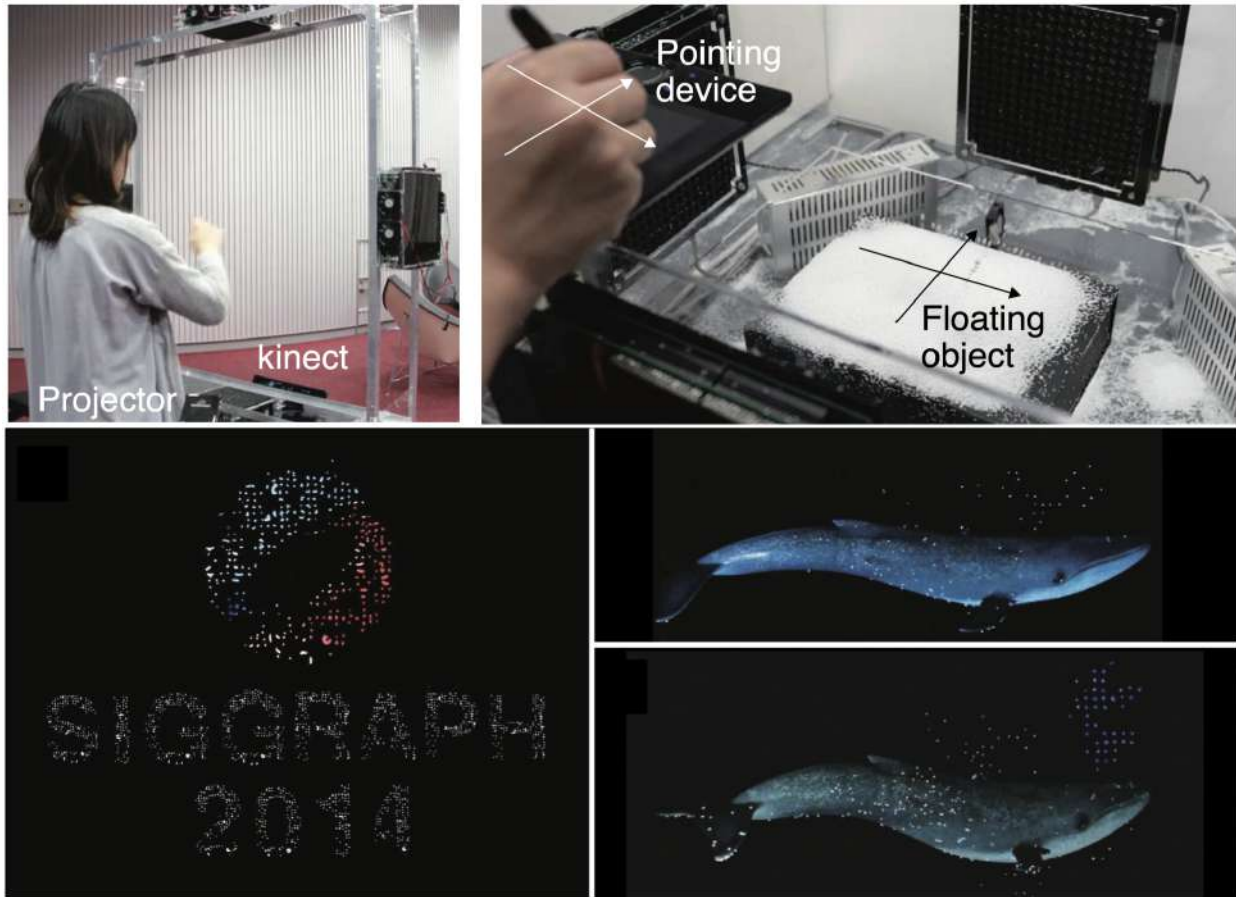 Projector
kinect
Pointing
device
Floating
object
SIGGRAPH
2014